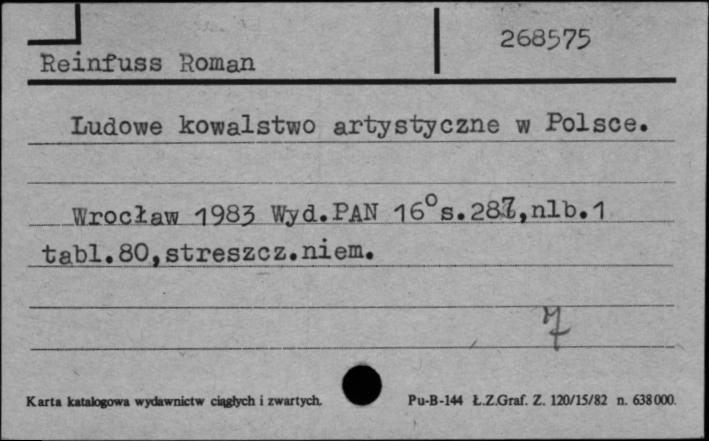 268575
Reinfuss Roman
Ludowe kowalstwo artystyczne w Polsce.
Wrocław 1983 Wyd.PAN 16° s.287,nlb.1
tabl.80,streszcz.niem.
7
Karta katalogowa wydawnictw ciągłych i zwartych.
Pu-B-144 Ł.Z.Graf. Z. 120/15/82 n. 638000.